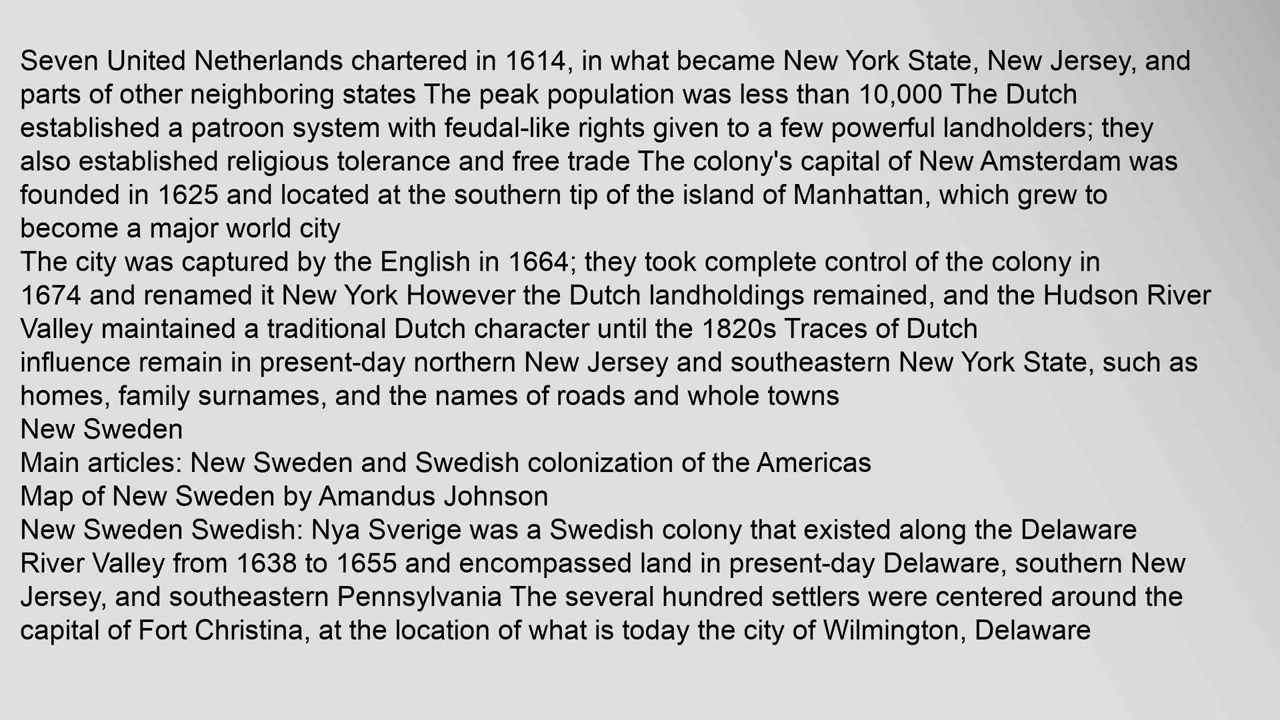 Seven United Netherlands chartered in 1614, in what became New York State, New Jersey, and
parts of other neighboring states The peak population was less than 10,000 The Dutch
established a patroon system with feudal-like rights given to a few powerful landholders; they
also established religious tolerance and free trade The colony's capital of New Amsterdam was
founded in 1625 and located at the southern tip of the island of Manhattan, which grew to
become a major world city
The city was captured by the English in 1664; they took complete control of the colony in
1674 and renamed it New York However the Dutch landholdings remained, and the Hudson River
Valley maintained a traditional Dutch character until the 1820s Traces of Dutch
influence remain in present-day northern New Jersey and southeastern New York State, such as
homes, family surnames, and the names of roads and whole towns
New Sweden
Main articles: New Sweden and Swedish colonization of the Americas
Map of New Sweden by Amandus Johnson
New Sweden Swedish: Nya Sverige was a Swedish colony that existed along the Delaware
River Valley from 1638 to 1655 and encompassed land in present-day Delaware, southern New
Jersey, and southeastern Pennsylvania The several hundred settlers were centered around the
capital of Fort Christina, at the location of what is today the city of Wilmington, Delaware